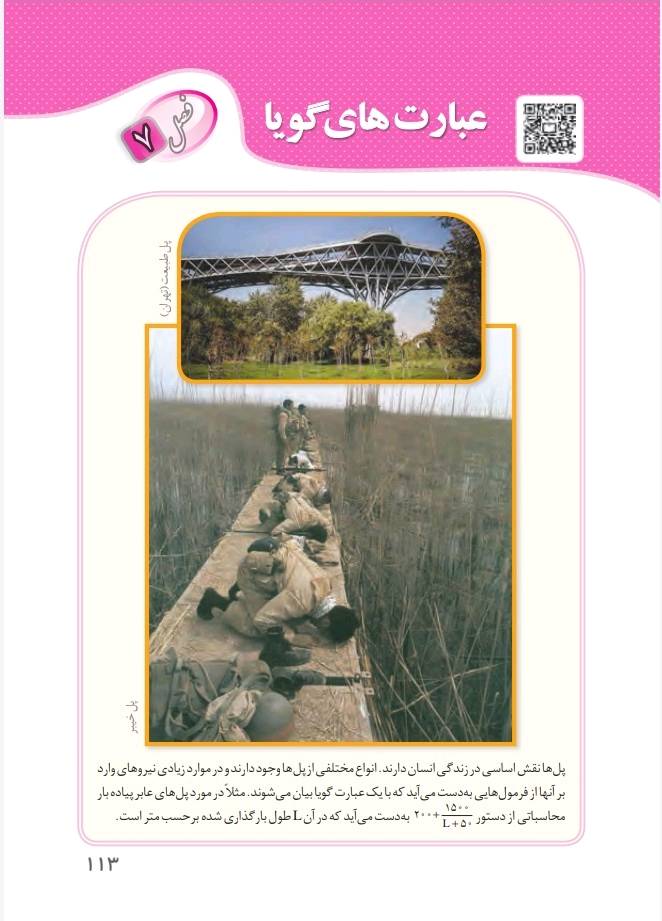 عبارت های گویا
فصل ۷
پل طبیعت (تهران)
پل خیبر
پل‌ها نقش اساسی در زندگی انسان دارند. انواع مختلفی از پل‌ها وجود دارند و در موارد زیادی نیروهای وارد
بر آنها از فرمول‌هایی به‌دست می‌آید که با یک عبارت گویا بیان می‌شوند. مثلاً در مورد پل‌های عابر پیاده بار
محاسباتی از دستور ۲۰۰+۱۵۰۰/(L+۵۰) به‌دست می‌آید که در آن L طول بارگذاری شده برحسب متر است.
۱۱۳